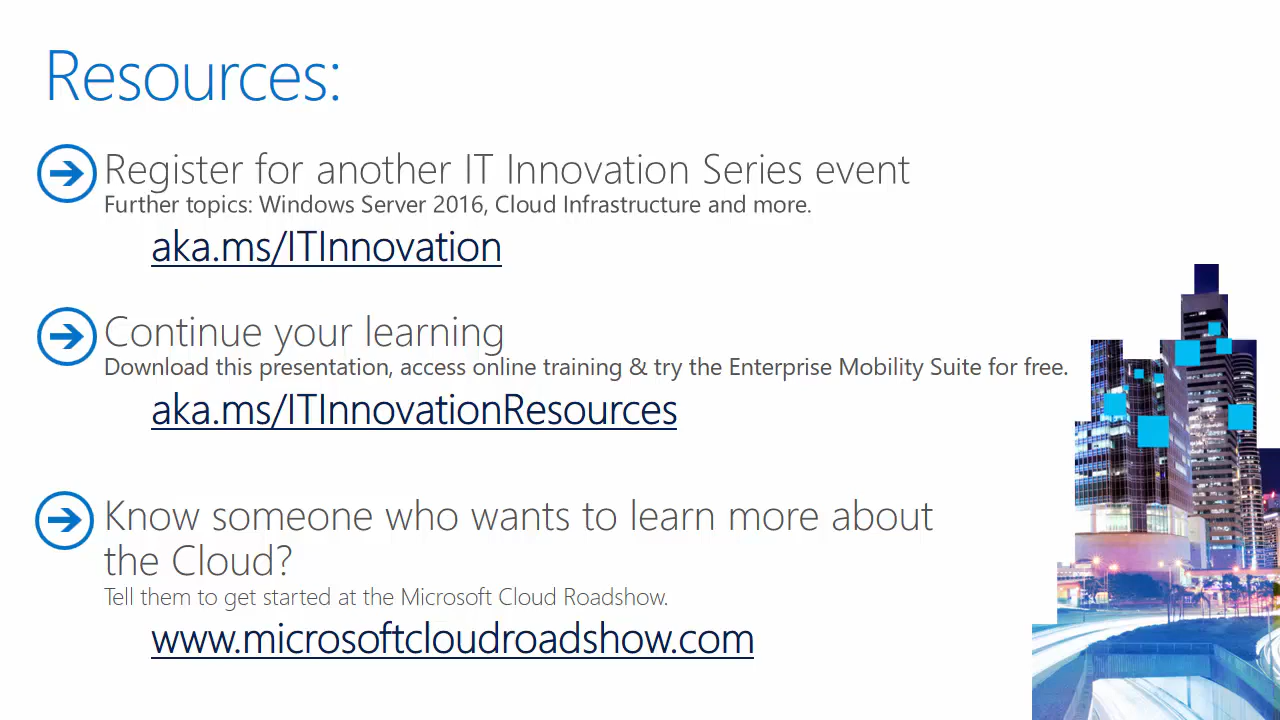 Resources:
Register for another IT Innovation Series event
Further topics: Windows Server 2016, Cloud Infrastructure and more.
aka.ms/ITInnovation
Continue your learning
Download this presentation, access online training & try the Enterprise Mobility Suite for free.
aka.ms/ITInnovationResources
Know someone who wants to learn more about
the Cloud?
Tell them to get started at the Microsoft Cloud Roadshow.
www.microsoftcloudroadshow.com